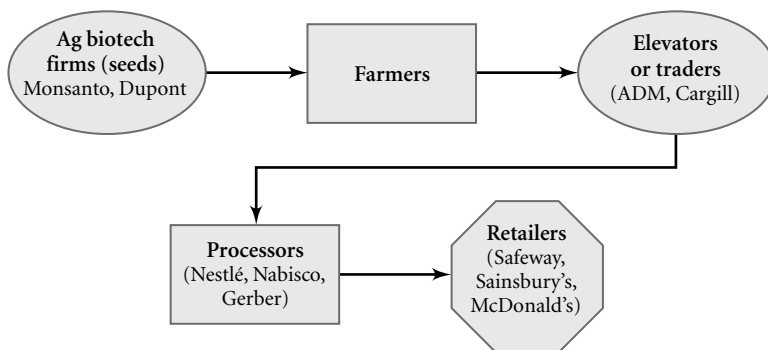 Ag biotech
firms (seeds)
Monsanto, Dupont
Farmers
Elevators
or traders
(ADM, Cargill)
Processors
(Nestlé, Nabisco,
Gerber)
Retailers
(Safeway,
Sainsbury's,
McDonald's)